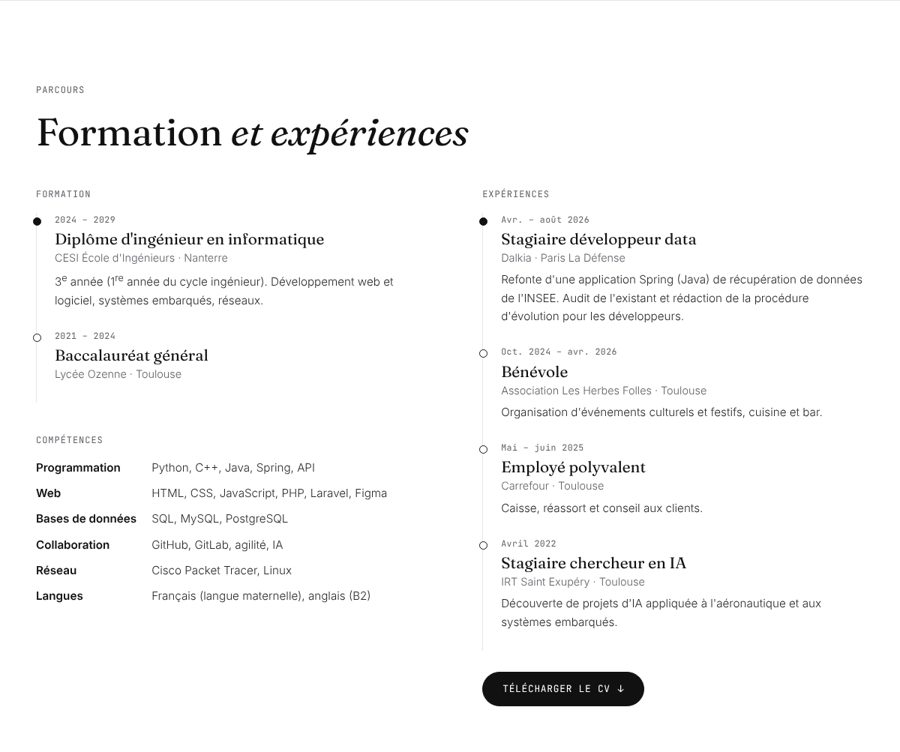 PARCOURS
Formation et expériences
FORMATION
2024 – 2029
Diplôme d'ingénieur en informatique
CESI École d'Ingénieurs · Nanterre
3e année (1re année du cycle ingénieur). Développement web et
logiciel, systèmes embarqués, réseaux.
2021 – 2024
Baccalauréat général
Lycée Ozenne · Toulouse
COMPÉTENCES
Programmation Python, C++, Java, Spring, API
Web HTML, CSS, JavaScript, PHP, Laravel, Figma
Bases de données SQL, MySQL, PostgreSQL
Collaboration GitHub, GitLab, agilité, IA
Réseau Cisco Packet Tracer, Linux
Langues Français (langue maternelle), anglais (B2)
EXPÉRIENCES
Avr. – août 2026
Stagiaire développeur data
Dalkia · Paris La Défense
Refonte d'une application Spring (Java) de récupération de données
de l'INSEE. Audit de l'existant et rédaction de la procédure
d'évolution pour les développeurs.
Oct. 2024 – avr. 2026
Bénévole
Association Les Herbes Folles · Toulouse
Organisation d'événements culturels et festifs, cuisine et bar.
Mai – juin 2025
Employé polyvalent
Carrefour · Toulouse
Caisse, réassort et conseil aux clients.
Avril 2022
Stagiaire chercheur en IA
IRT Saint Exupéry · Toulouse
Découverte de projets d'IA appliquée à l'aéronautique et aux
systèmes embarqués.
TÉLÉCHARGER LE CV ↓